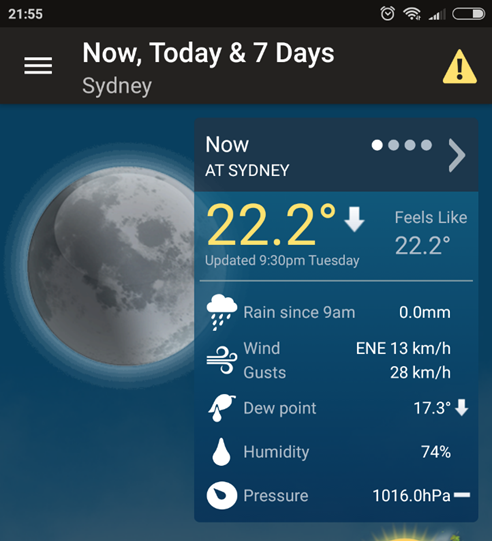 21:55
Now, Today & 7 Days
Sydney
Now
AT SYDNEY
22.2°
Feels Like
22.2°
Updated 9:30pm Tuesday
Rain since 9am 0.0mm
Wind ENE 13 km/h
Gusts 28 km/h
Dew point 17.3°
Humidity 74%
Pressure 1016.0hPa